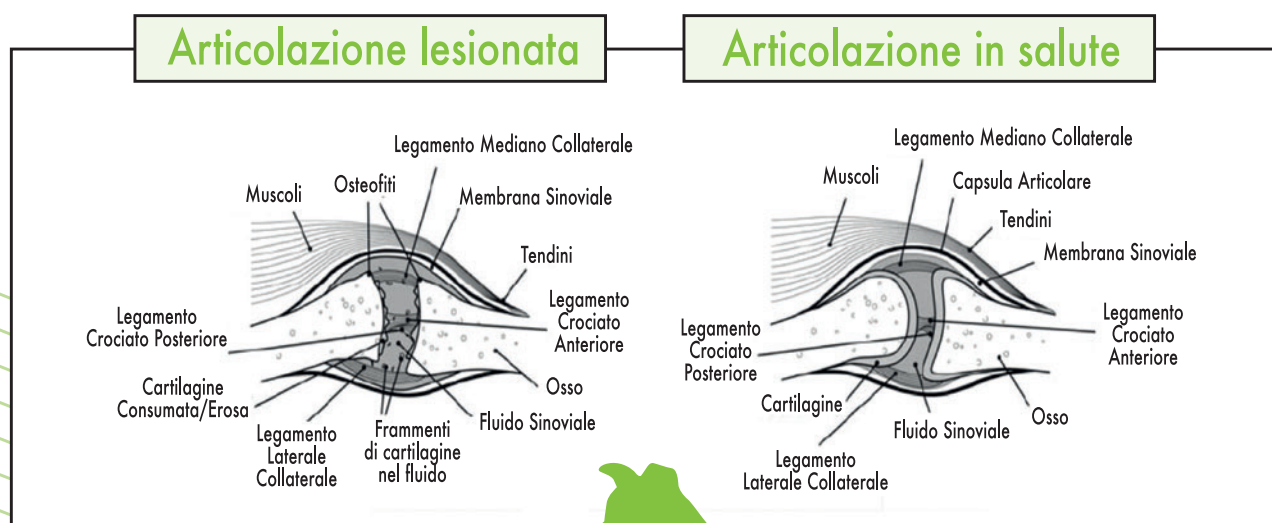 Articolazione lesionata
Legamento Mediano Collaterale
Osteofiti
Muscoli
Membrana Sinoviale
Tendini
Legamento
Crociato Posteriore
Legamento
Crociato
Anteriore
Cartilagine
Consumata/Erosa
Osso
Legamento
Laterale
Collaterale
Frammenti
di cartilagine
nel fluido
Fluido Sinoviale
Articolazione in salute
Legamento Mediano Collaterale
Muscoli
Capsula Articolare
Tendini
Membrana Sinoviale
Legamento
Crociato
Posteriore
Legamento
Crociato
Anteriore
Cartilagine
Osso
Fluido Sinoviale
Legamento
Laterale Collaterale